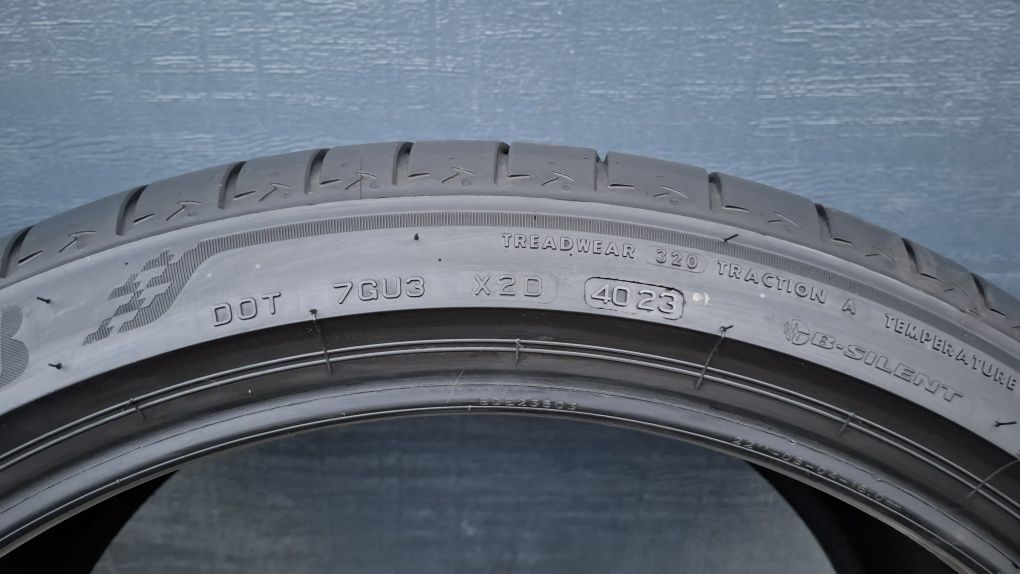 TREADWEAR 320 TRACTION A TEMPERATURE
DOT 7GU3 X2D 4023
B-SILENT